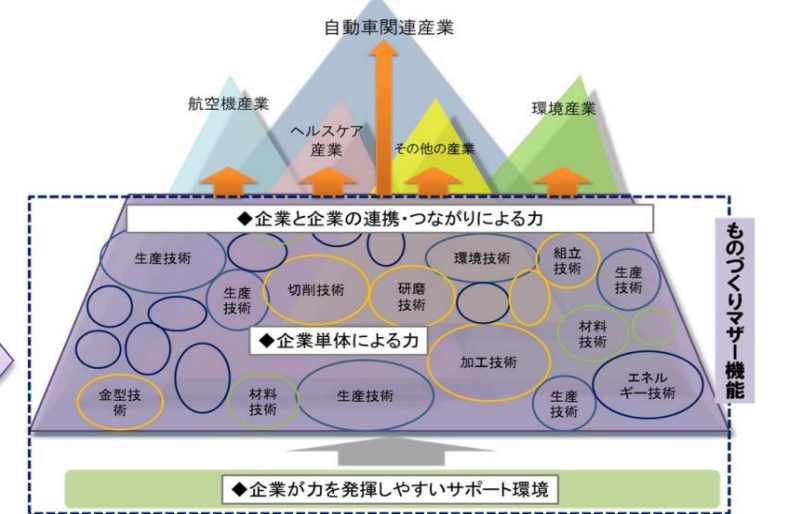 自動車関連産業
航空機産業
ヘルスケア
産業
その他の産業
環境産業
◆企業と企業の連携・つながりによる力
ものづくりマザー機能
生産技術
環境技術
組立
技術
生産
技術
生産
技術
切削技術
研磨
技術
材料
技術
◆企業単体による力
加工技術
金型技
術
材料
技術
生産技術
生産
技術
エネル
ギー技術
◆企業が力を発揮しやすいサポート環境